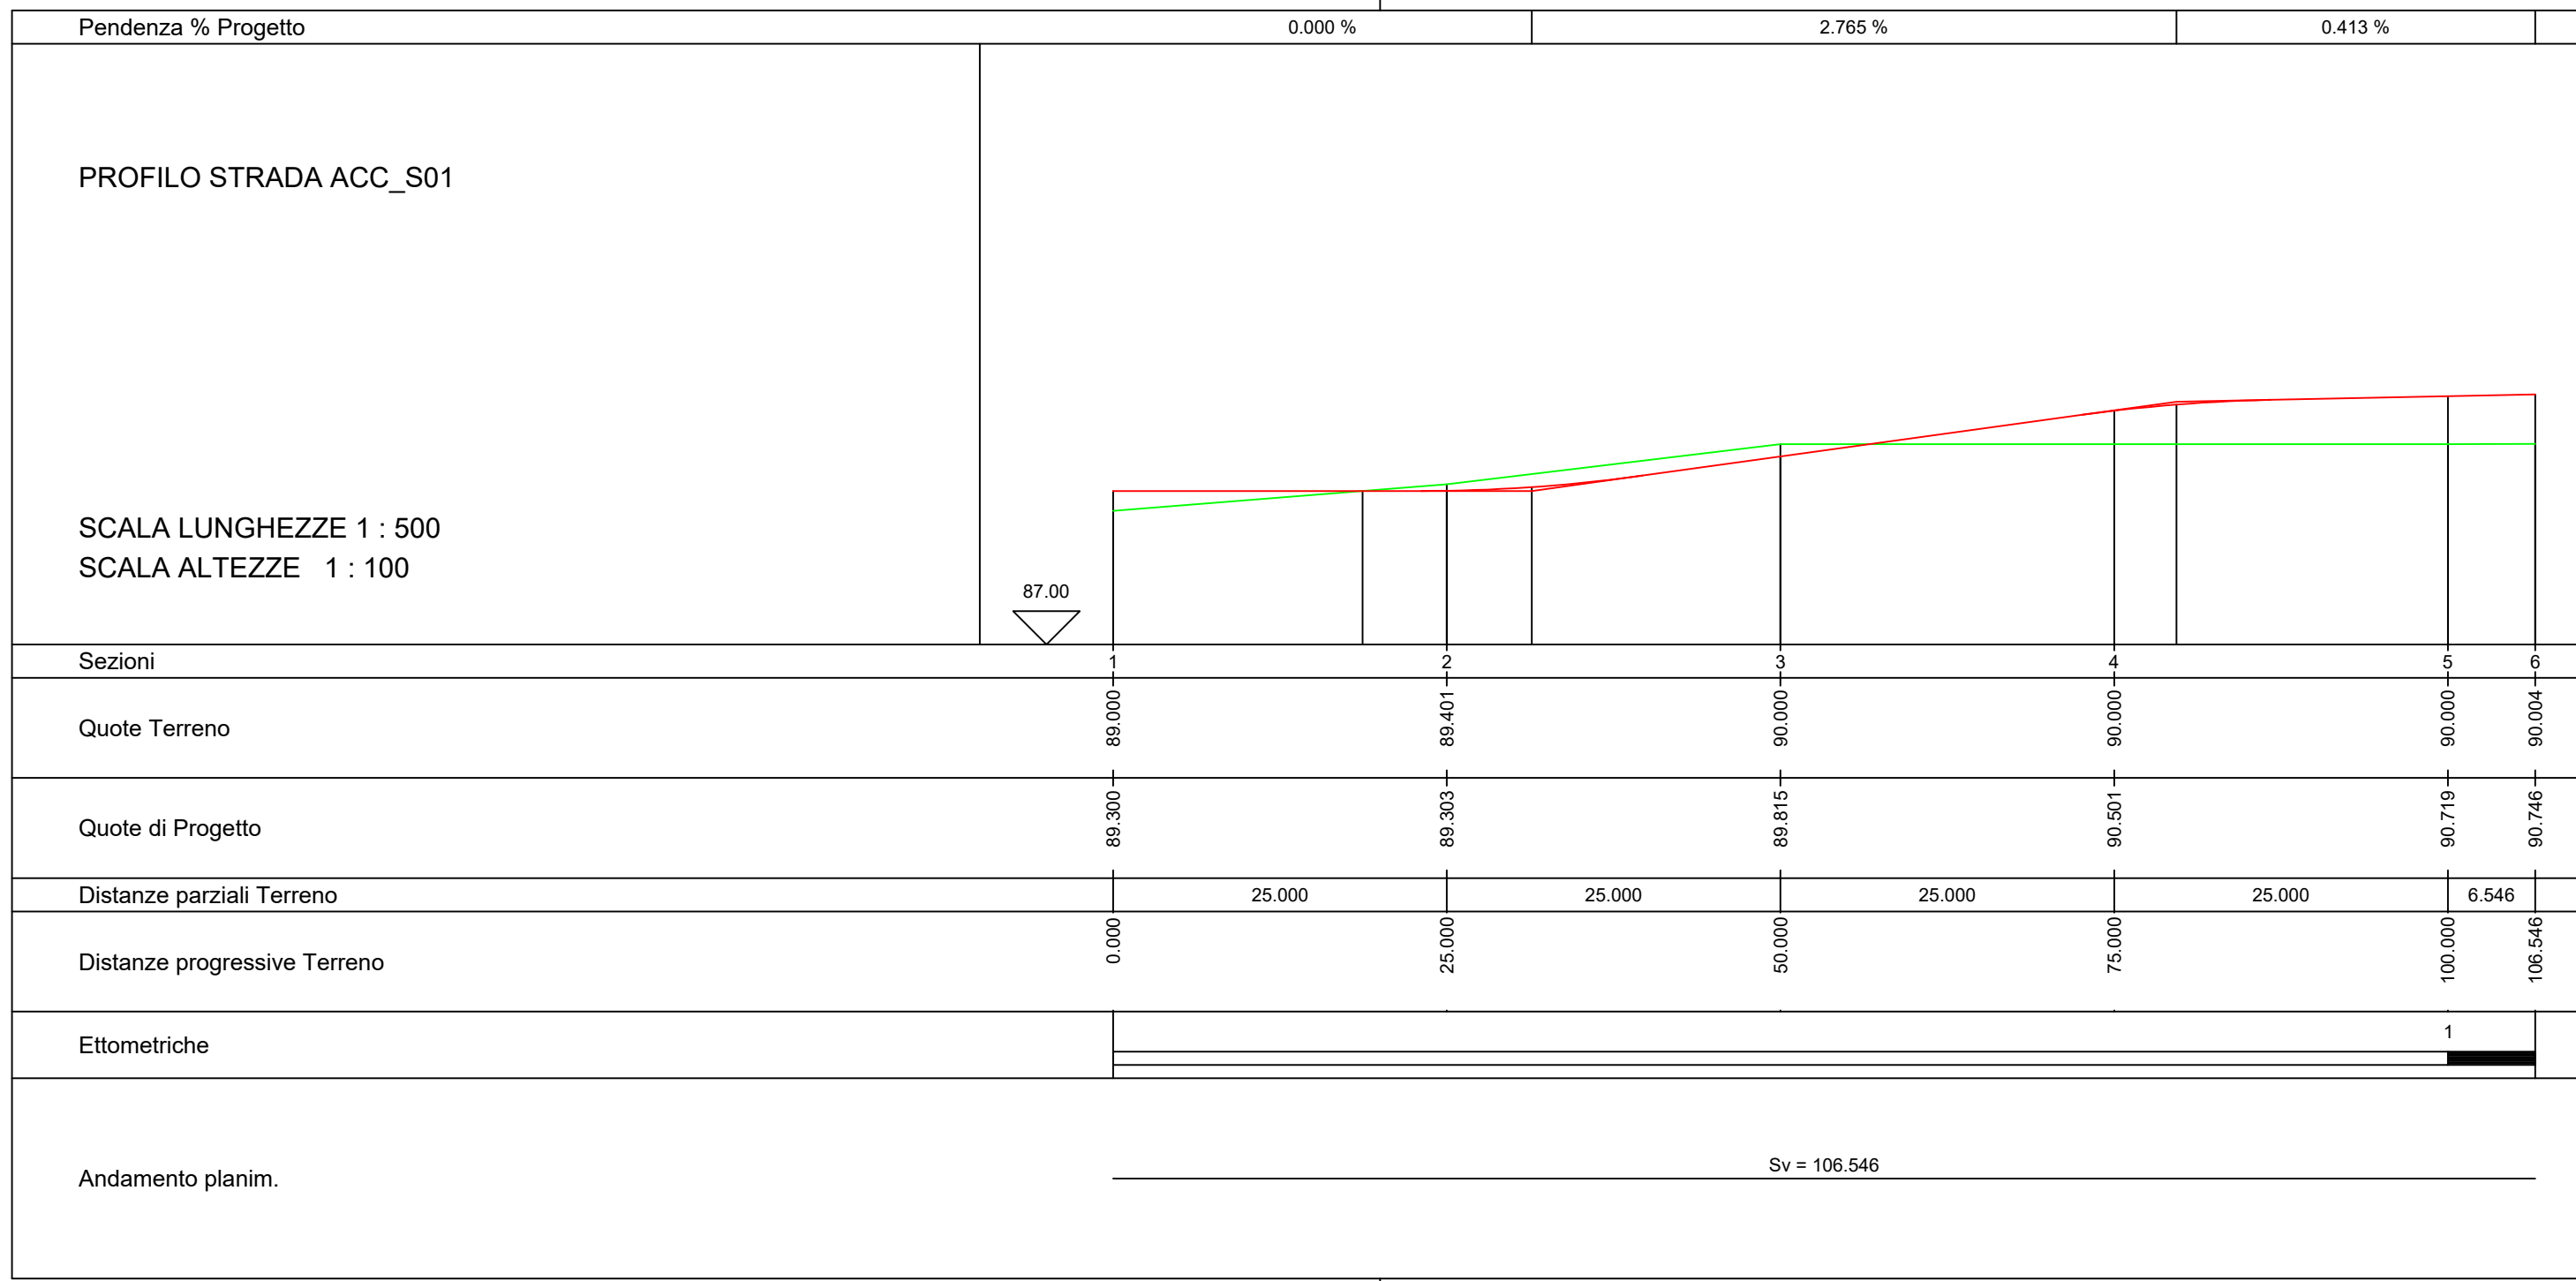 Pendenza % Progetto 0.000 % 2.765 % 0.413 %
PROFILO STRADA ACC_S01
SCALA LUNGHEZZE 1 : 500
SCALA ALTEZZE 1 : 100
87.00
Sezioni 1 2 3 4 5 6
Quote Terreno 89.000 89.401 90.000 90.000 90.000 90.004
Quote di Progetto 89.300 89.303 89.815 90.501 90.719 90.746
Distanze parziali Terreno 25.000 25.000 25.000 25.000 6.546
Distanze progressive Terreno 0.000 25.000 50.000 75.000 100.000 106.546
Ettometriche 1
Andamento planim. Sv = 106.546